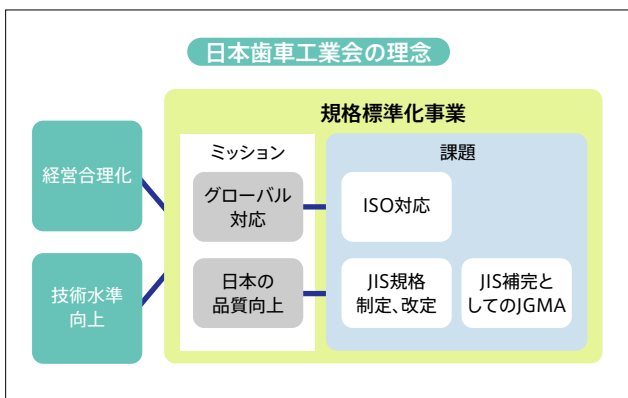 日本歯車工業会の理念
規格標準化事業
経営合理化
技術水準
向上
ミッション
グローバル
対応
日本の
品質向上
課題
ISO対応
JIS規格
制定、改定
JIS補完と
してのJGMA